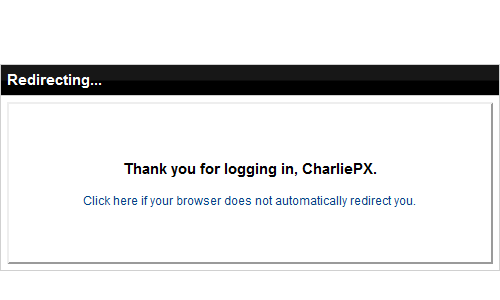 Redirecting...
Thank you for logging in, CharliePX.
Click here if your browser does not automatically redirect you.